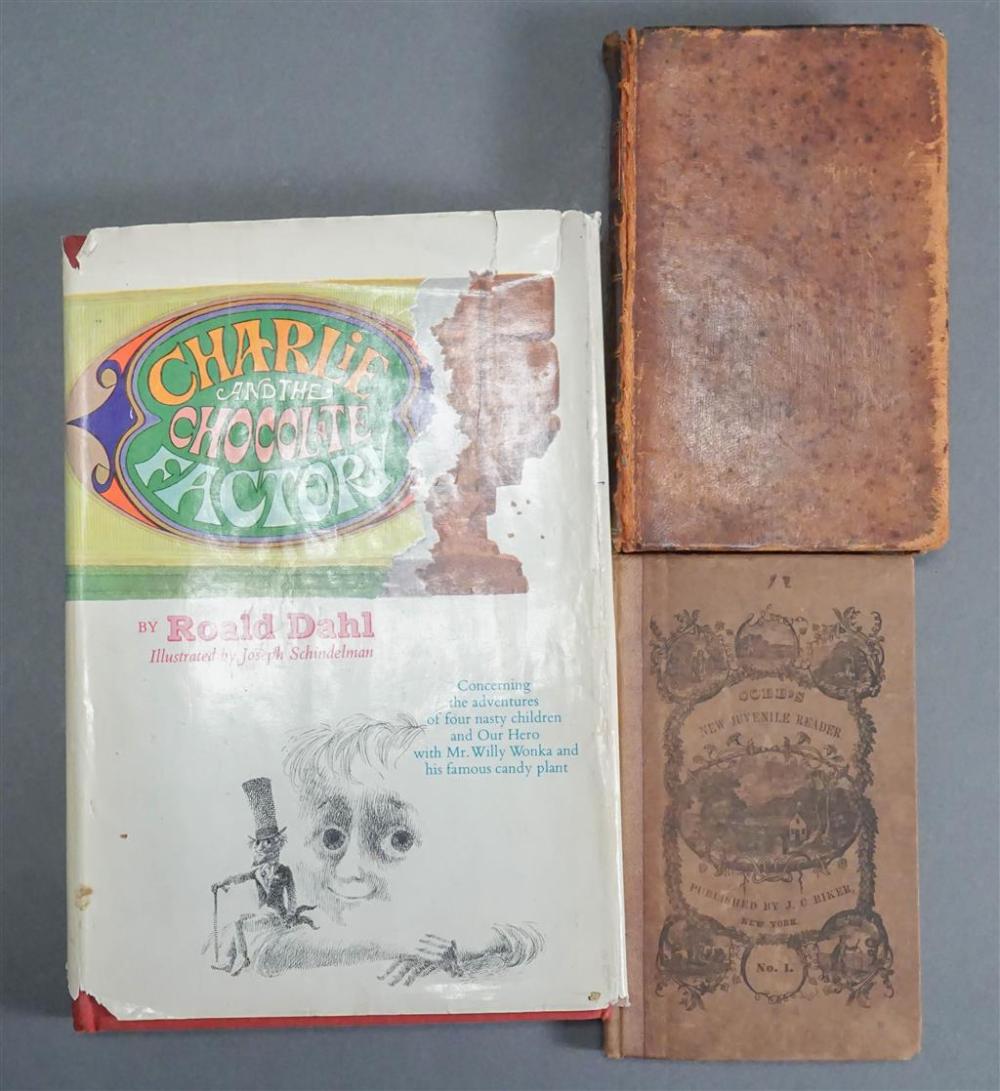 CHARLIE
AND THE
CHOCOLATE
FACTORY
BY Roald Dahl
Illustrated by Joseph Schindelman
Concerning
the adventures
of four nasty children
and Our Hero
with Mr. Willy Wonka and
his famous candy plant
COBB'S
NEW JUVENILE READER
PUBLISHED BY J. C. RIKER,
NEW YORK.
No. I.